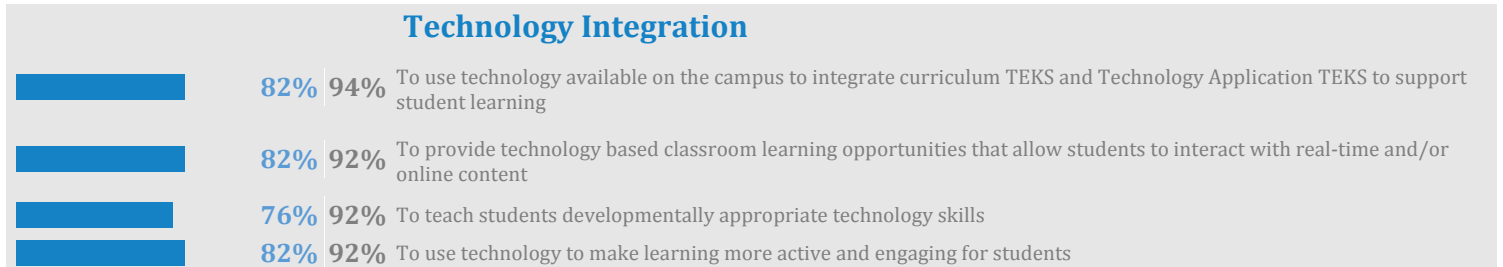 Technology Integration
82% 94% To use technology available on the campus to integrate curriculum TEKS and Technology Application TEKS to support
student learning
82% 92% To provide technology based classroom learning opportunities that allow students to interact with real-time and/or
online content
76% 92% To teach students developmentally appropriate technology skills
82% 92% To use technology to make learning more active and engaging for students